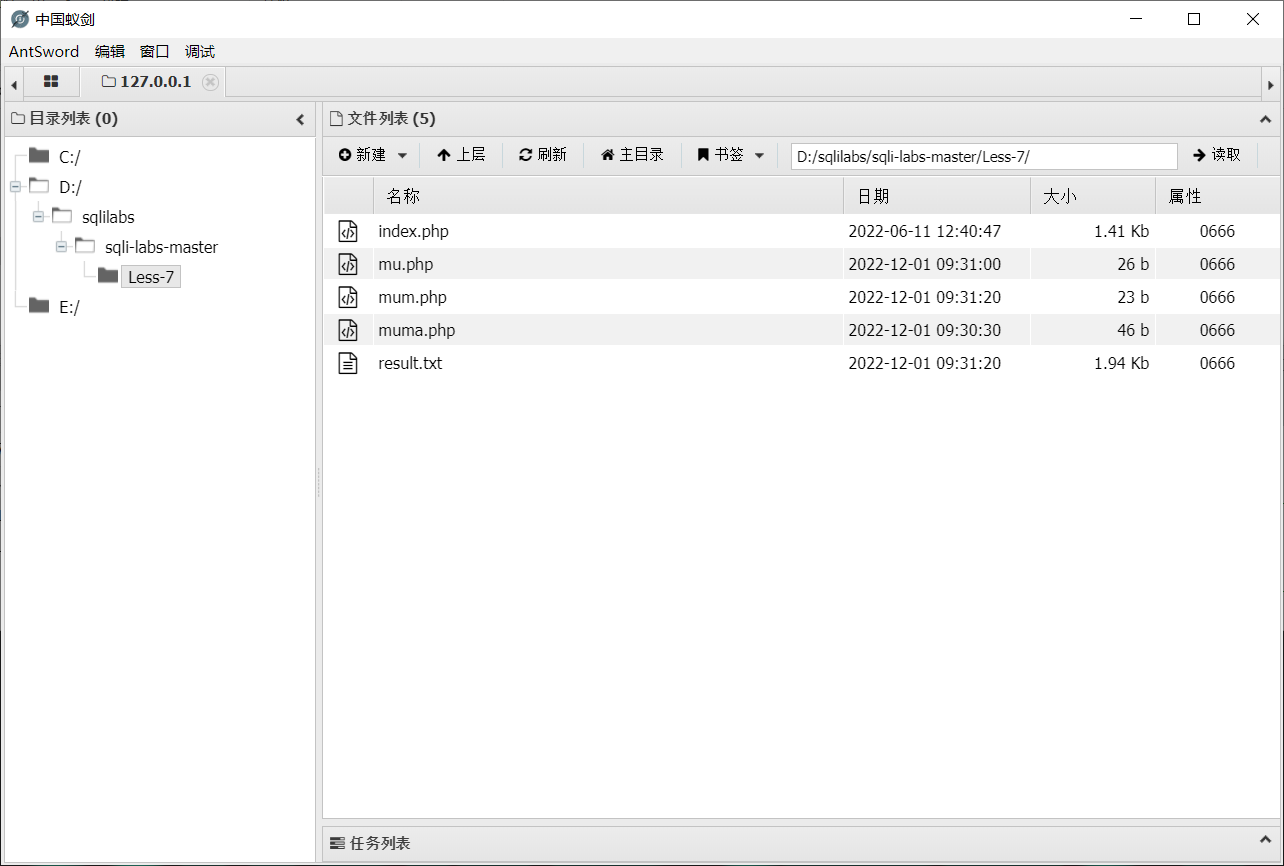 中国蚁剑
AntSword 编辑 窗口 调试
127.0.0.1
目录列表 (0)
C:/
D:/
sqlilabs
sqli-labs-master
Less-7
E:/
文件列表 (5)
新建 上层 刷新 主目录 书签 D:/sqlilabs/sqli-labs-master/Less-7/ 读取
名称 日期 大小 属性
index.php 2022-06-11 12:40:47 1.41 Kb 0666
mu.php 2022-12-01 09:31:00 26 b 0666
mum.php 2022-12-01 09:31:20 23 b 0666
muma.php 2022-12-01 09:30:30 46 b 0666
result.txt 2022-12-01 09:31:20 1.94 Kb 0666
任务列表